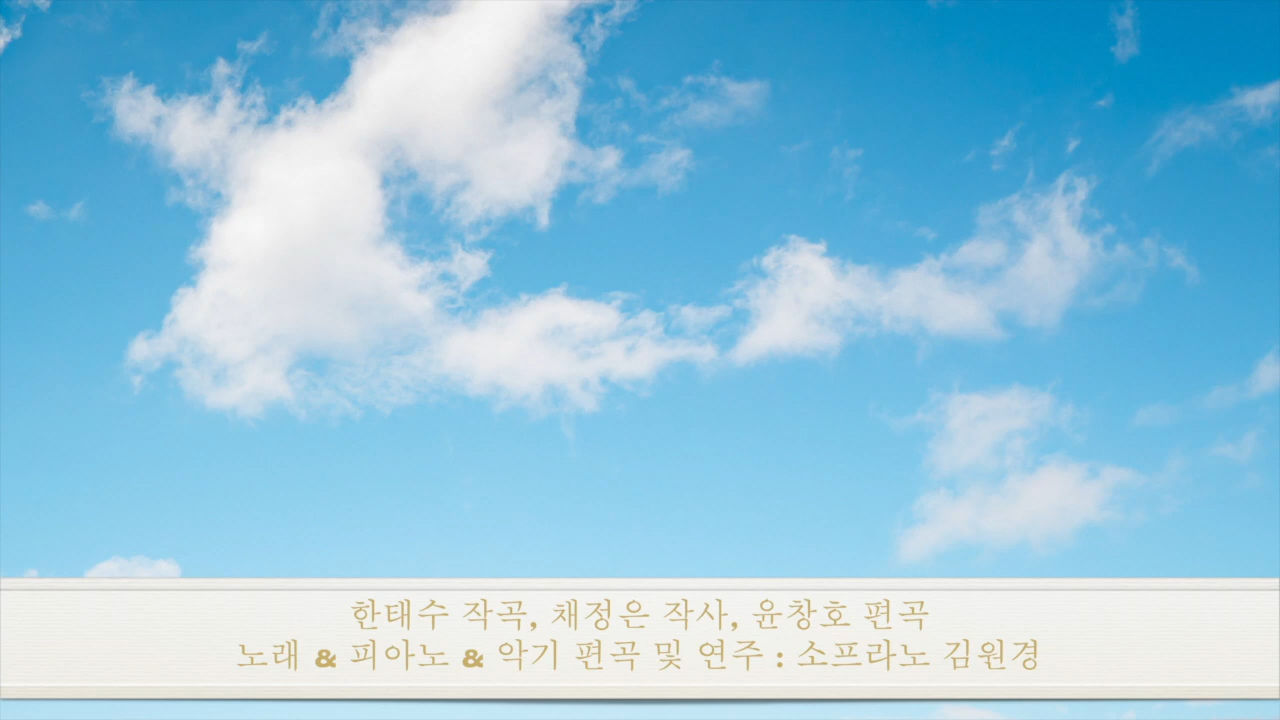 한태수 작곡, 채정은 작사, 윤창호 편곡
노래 & 피아노 & 악기 편곡 및 연주 : 소프라노 김원경